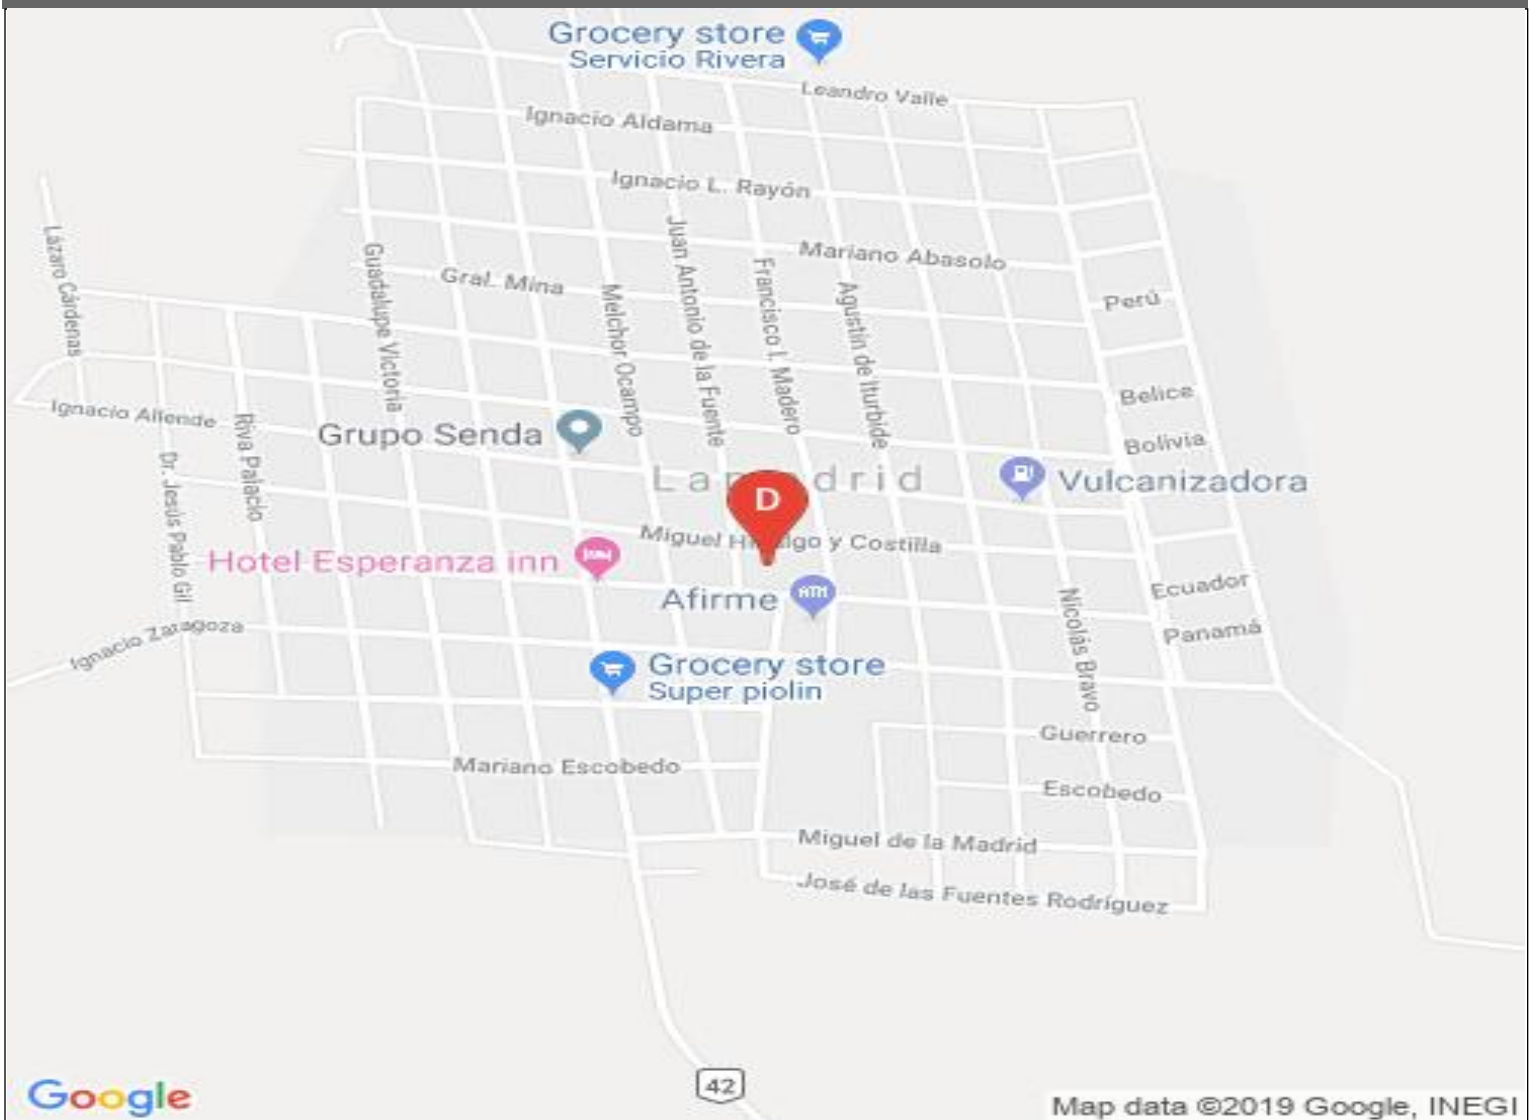 Grocery store
Servicio Rivera
Leandro Valle
Ignacio Aldama
Ignacio L. Rayón
Juan Antonio de la Fuente
Lázaro Cárdenas
Guadalupe Victoria
Mariano Abasolo
Francisco I. Madero
Gral. Mina
Melchor Ocampo
Agustín de Iturbide
Perú
Belice
Ignacio Allende
Riva Palacio
Grupo Senda
Bolivia
Dr. Jesús Pablo Gil
La drid
D
Vulcanizadora
Miguel Hidalgo y Costilla
Hotel Esperanza inn
Afirme
ATM
Ecuador
Nicolás Bravo
Panamá
Ignacio Zaragoza
Grocery store
Super piolin
Guerrero
Mariano Escobedo
Escobedo
Miguel de la Madrid
José de las Fuentes Rodríguez
42
Google
Map data ©2019 Google, INEGI